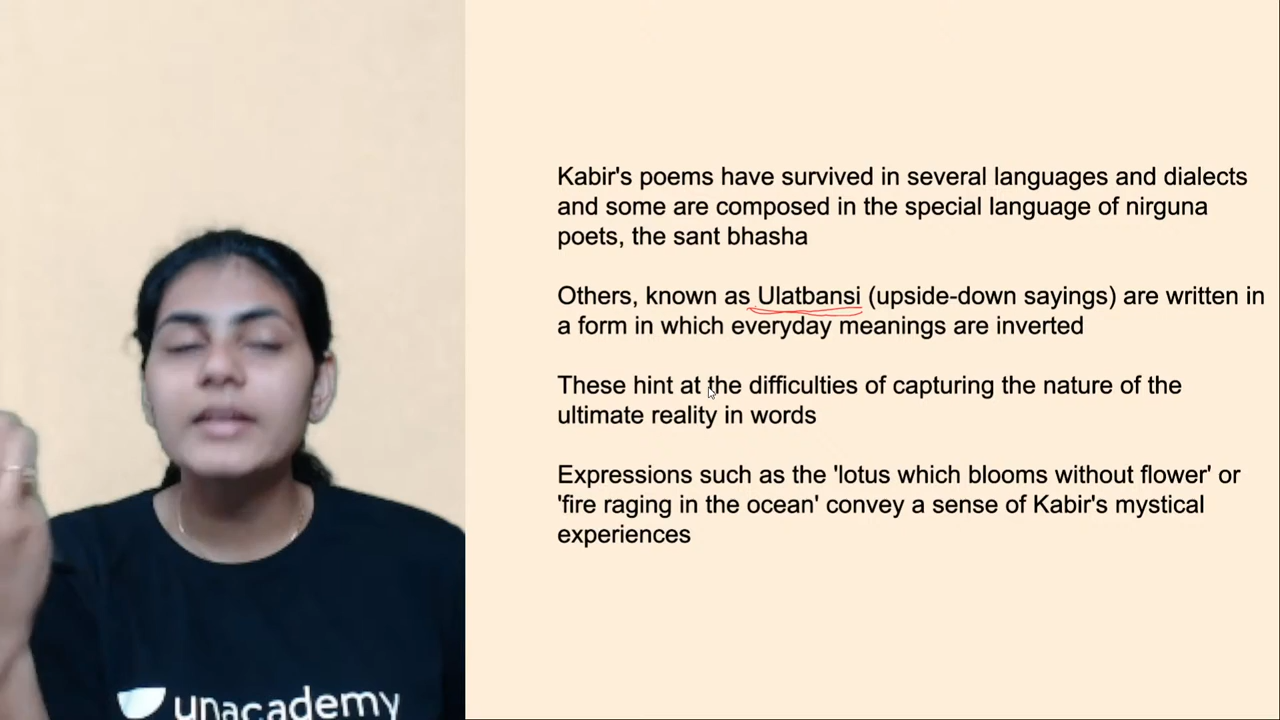 Kabir's poems have survived in several languages and dialects
and some are composed in the special language of nirguna
poets, the sant bhasha
Others, known as Ulatbansi (upside-down sayings) are written in
a form in which everyday meanings are inverted
These hint at the difficulties of capturing the nature of the
ultimate reality in words
Expressions such as the 'lotus which blooms without flower' or
'fire raging in the ocean' convey a sense of Kabir's mystical
experiences
unacademy